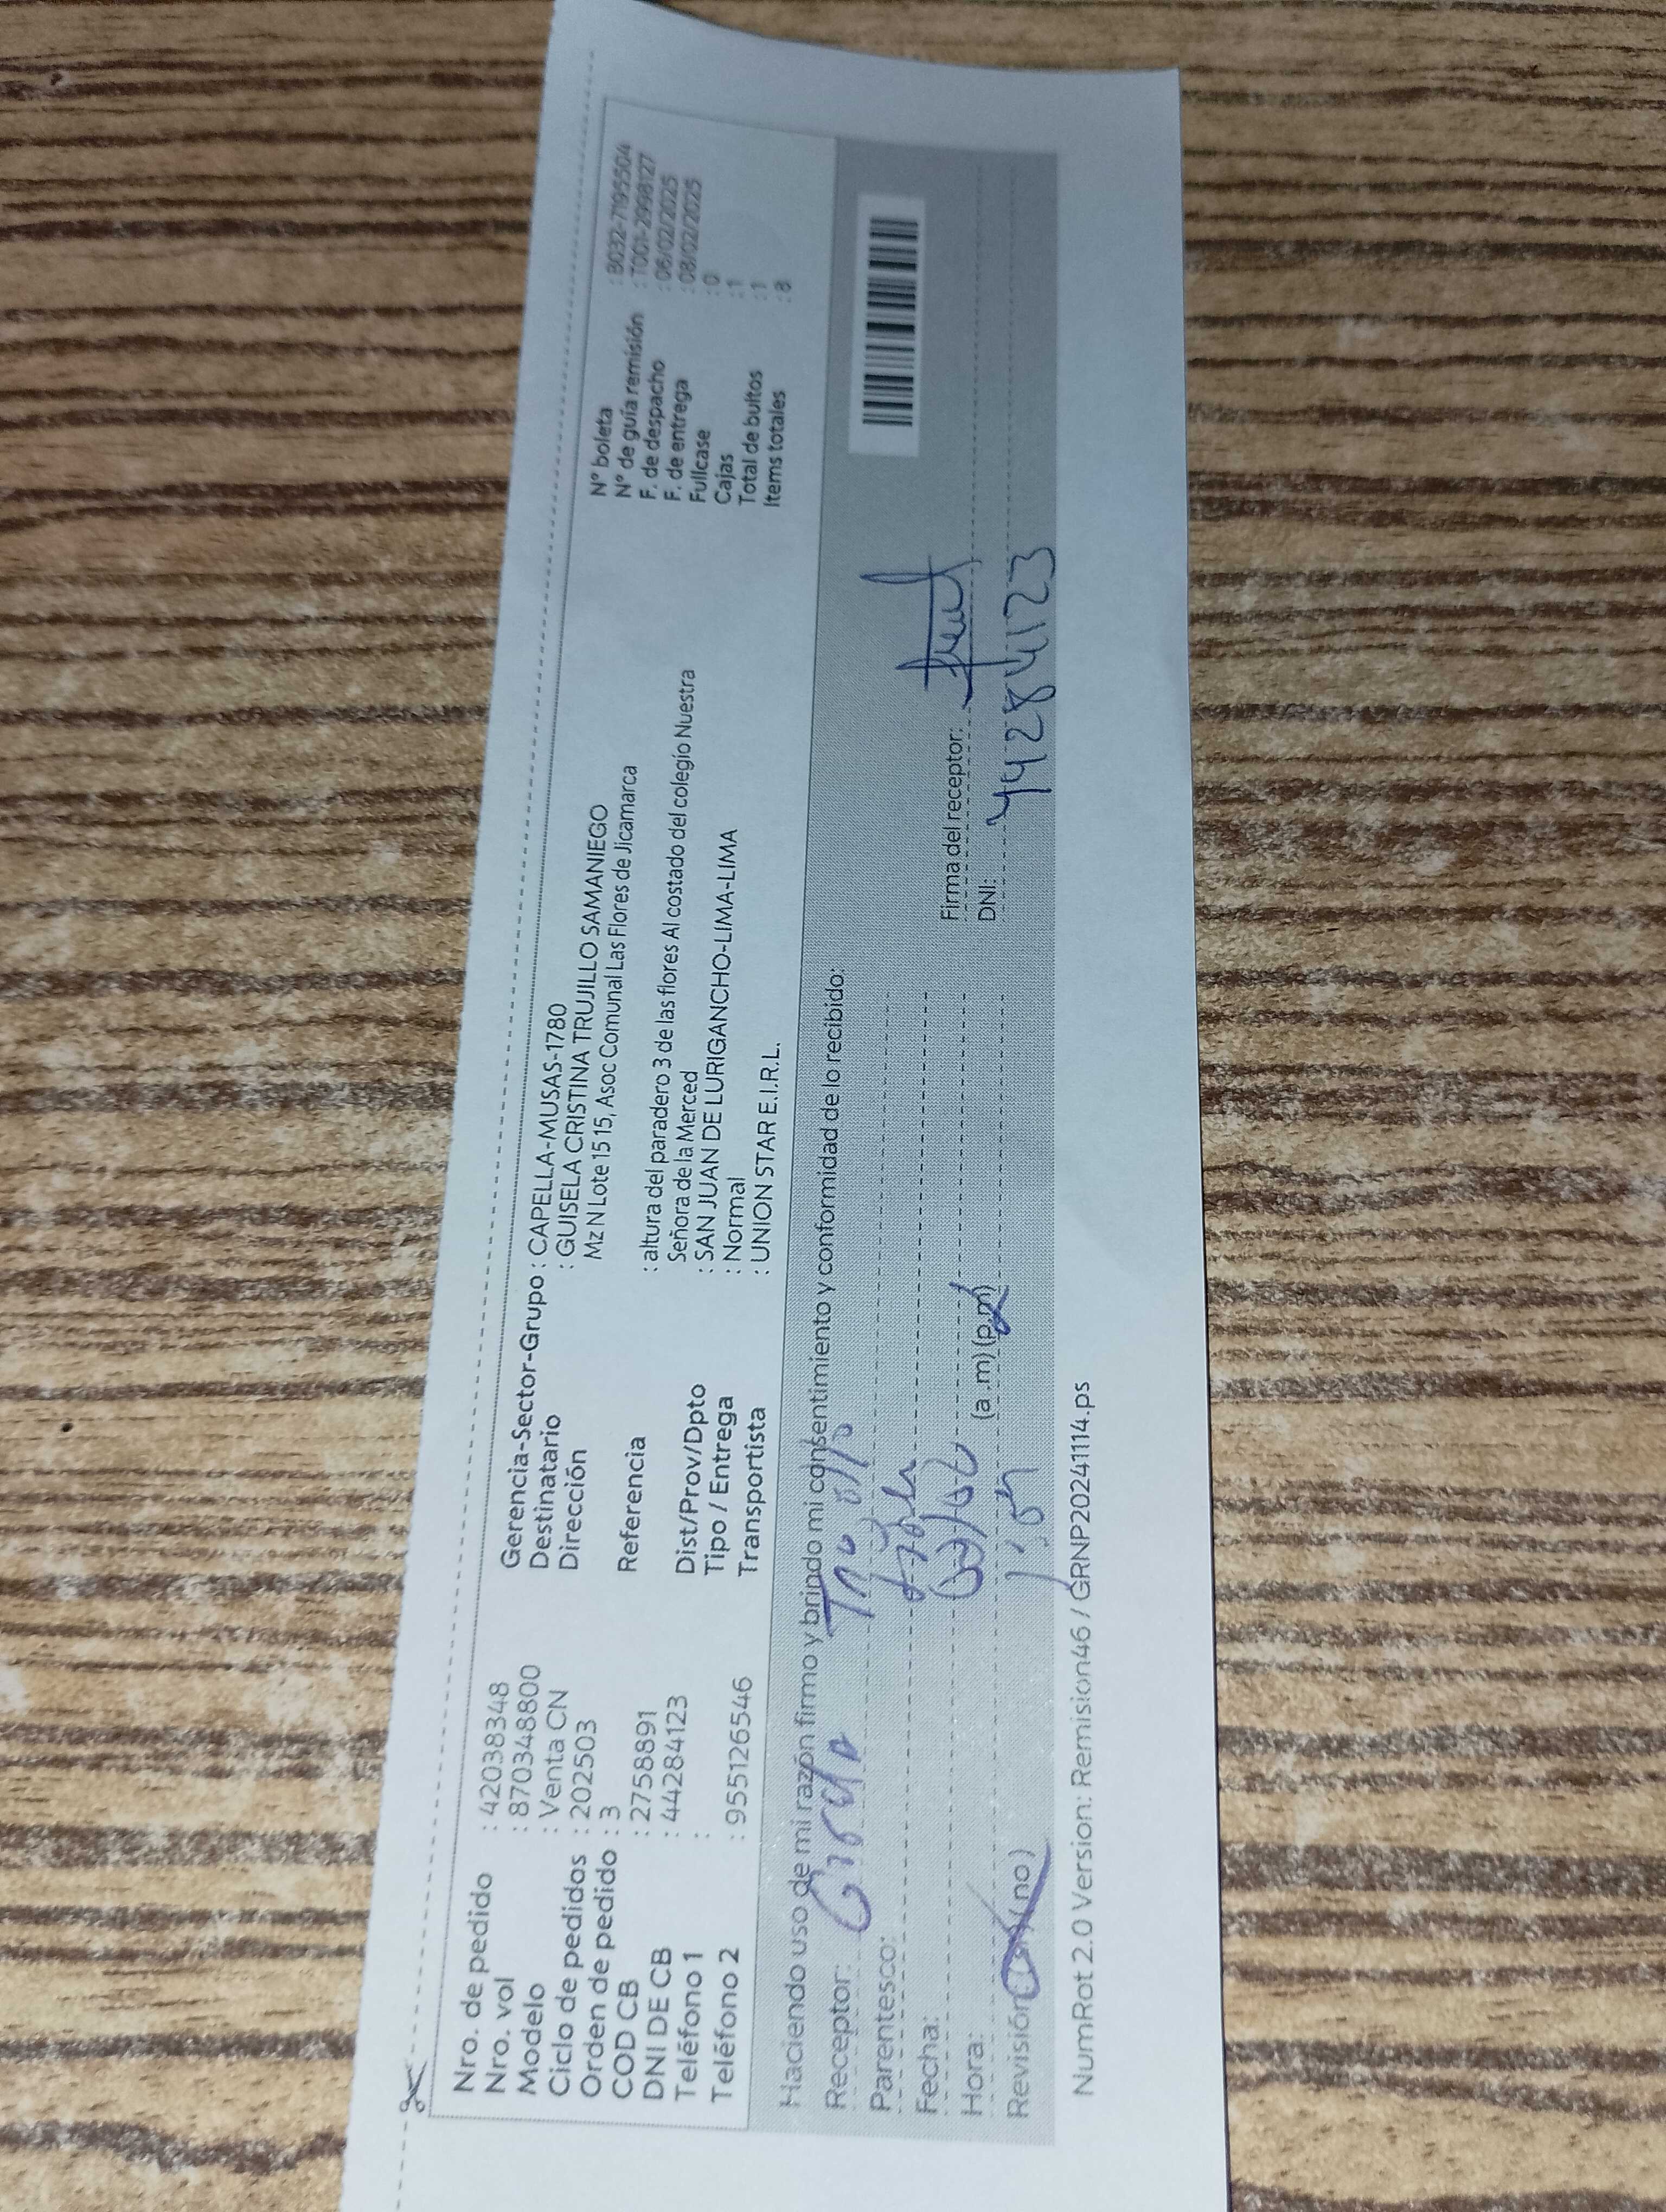 Nro. de pedido : 42038348
Nro. vol : 8703488800
Modelo : Venta CN
Ciclo de pedidos : 202503
Orden de pedido : 3
COD CB : 2758891
DNI DE CB : 44284123
Teléfono 1 :
Teléfono 2 : 955126546
Gerencia-Sector-Grupo : CAPELLA-MUSAS-1780
Destinatario : GUISELA CRISTINA TRUJILLO SAMANIEGO
Dirección Mz N Lote 15 15, Asoc Comunal Las Flores de Jicamarca
Referencia : altura del paradero 3 de las flores Al costado del colegio Nuestra
Señora de la Merced
Dist/Prov/Dpto : SAN JUAN DE LURIGANCHO-LIMA-LIMA
Tipo / Entrega : Normal
Transportista : UNION STAR E.I.R.L.
N° boleta : B032-7195504
N° de guía remisión : T001-29981127
F. de despacho : 06/02/2025
F. de entrega : 08/02/2025
Fullcase : 0
Cajas : 1
Total de bultos : 1
Items totales : 8
Haciendo uso de mi razón firmo y brindo mi consentimiento y conformidad de lo recibido:
Receptor:
Parentesco:
Fecha:
Hora: (a.m) (p.m)
Revisión (no)
Firma del receptor:
DNI: 44284123
NumRot 2.0 Version: Remision46 / GRNP20241114.ps